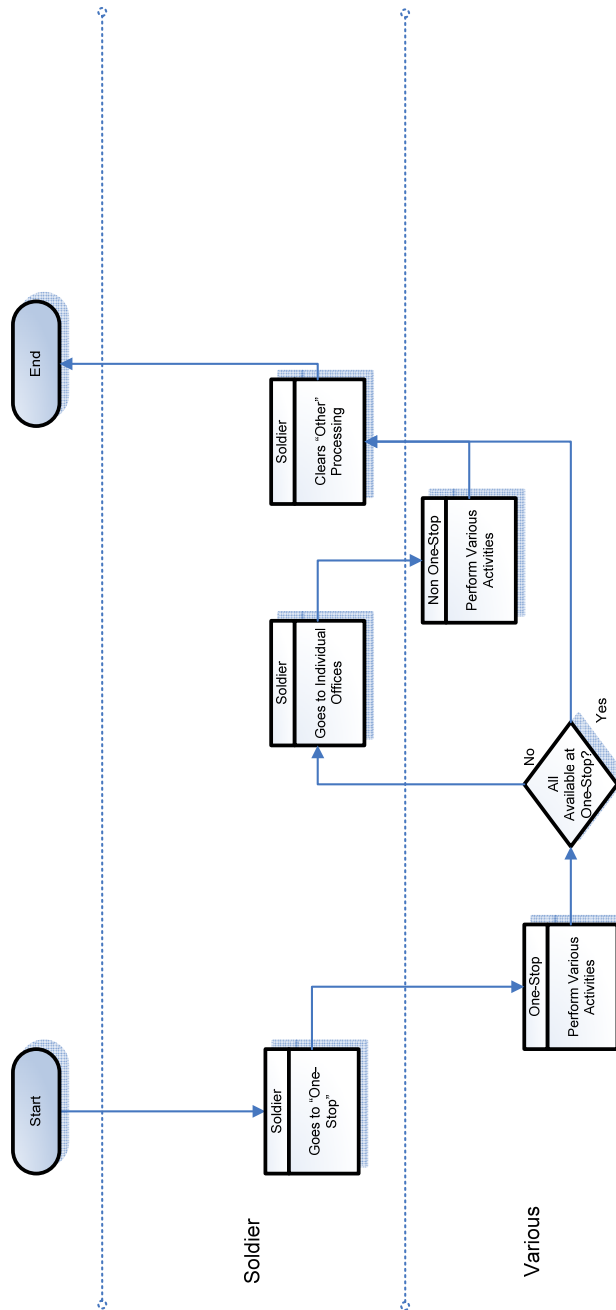 Start
End
Soldier
Soldier
Goes to “One-
Stop”
Soldier
Goes to Individual
Offices
Soldier
Clears “Other”
Processing
Various
One-Stop
Perform Various
Activities
All
Available at
One-Stop?
No
Yes
Non One-Stop
Perform Various
Activities